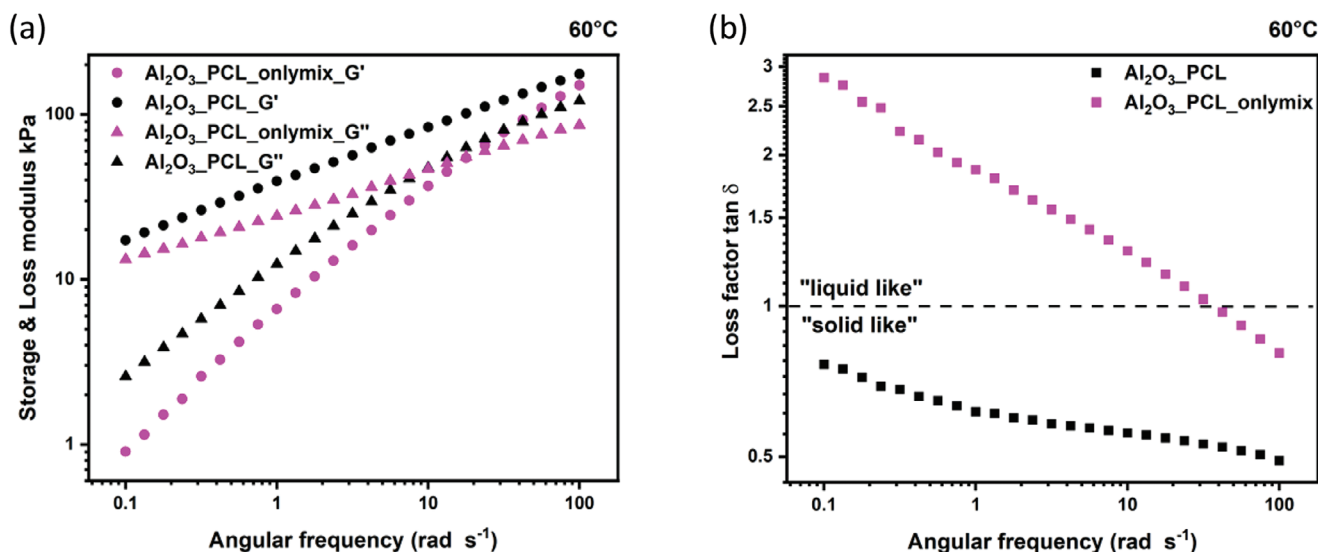 (a)
60°C
Al₂O₃_PCL_onlymix_G'
Al₂O₃_PCL_G'
Al₂O₃_PCL_onlymix_G"
Al₂O₃_PCL_G"
Storage & Loss modulus kPa
100
10
1
0.1
1
10
100
Angular frequency (rad s⁻¹)
(b)
60°C
Al₂O₃_PCL
Al₂O₃_PCL_onlymix
Loss factor tan δ
3
2.5
2
1.5
1
0.5
"liquid like"
"solid like"
0.1
1
10
100
Angular frequency (rad s⁻¹)